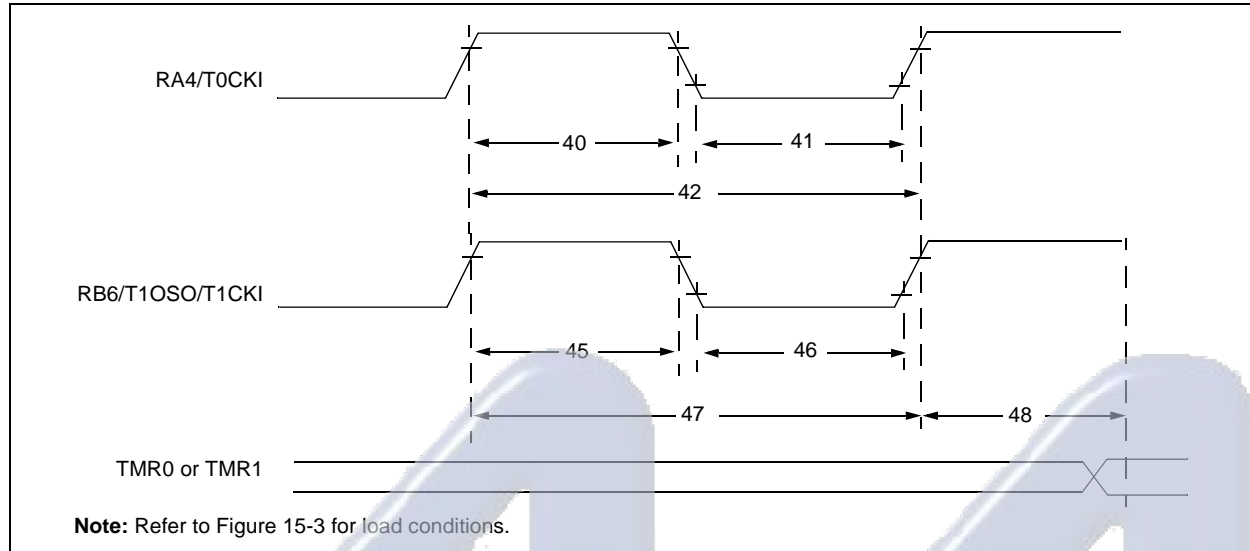 RA4/T0CKI
40
41
42
RB6/T1OSO/T1CKI
45
46
47
48
TMR0 or TMR1
Note: Refer to Figure 15-3 for load conditions.